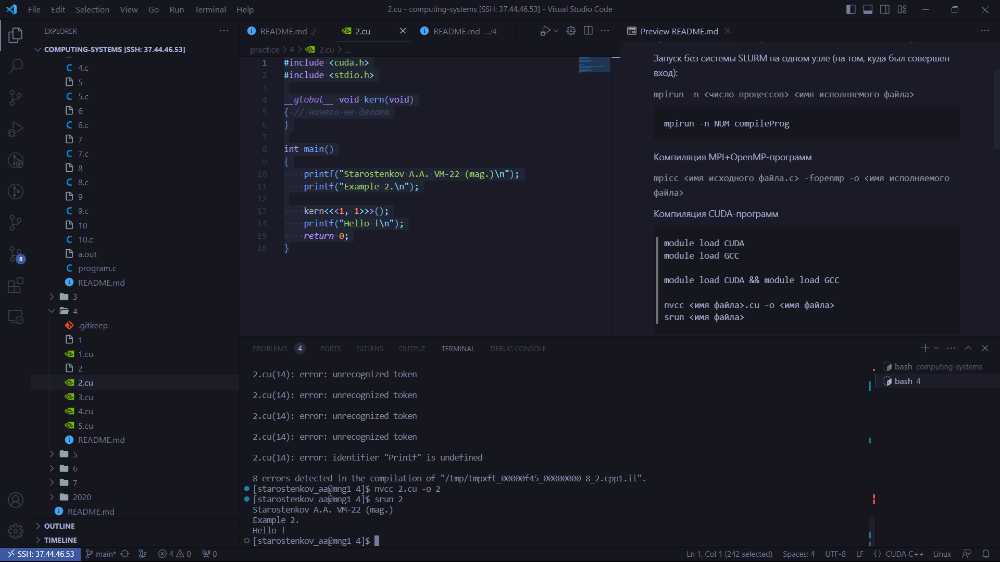 File Edit Selection View Go Run Terminal Help
2.cu - computing-systems [SSH: 37.44.46.53] - Visual Studio Code
EXPLORER
COMPUTING-SYSTEMS [SSH: 37.44.46.53]
4.c
5
5.c
6
6.c
7
7.c
8
8.c
9
9.c
10
10.c
a.out
program.c
README.md
3
4
.gitkeep
1
1.cu
2
2.cu
3.cu
4.cu
5.cu
README.md
5
6
7
2020
README.md
OUTLINE
TIMELINE
8
README.md ./
2.cu
README.md .../4
practice > 4 > 2.cu > ...
1 #include <cuda.h>
2 #include <stdio.h>
3
4 __global__ void kern(void)
5 { // ничего не делает
6 }
7
8 int main()
9 {
10 printf("Starostenkov A.A. VM-22 (mag.)\n");
11 printf("Example 2.\n");
12
13 kern<<<1, 1>>>();
14 printf("Hello !\n");
15 return 0;
16 }
Preview README.md
Запуск без системы SLURM на одном узле (на том, куда был совершен
вход):
mpirun -n <число процессов> <имя исполняемого файла>
mpirun -n NUM compileProg
Компиляция MPI+OpenMP-программ
mpicc <имя исходного файла.c> -fopenmp -o <имя исполняемого
файла>
Компиляция CUDA-программ
module load CUDA
module load GCC
module load CUDA && module load GCC
nvcc <имя файла>.cu -o <имя файла>
srun <имя файла>
PROBLEMS 4 PORTS GITLENS OUTPUT TERMINAL DEBUG CONSOLE
2.cu(14): error: unrecognized token
2.cu(14): error: unrecognized token
2.cu(14): error: unrecognized token
2.cu(14): error: unrecognized token
2.cu(14): error: identifier "Printf" is undefined
8 errors detected in the compilation of "/tmp/tmpxft_00000f45_00000000-8_2.cpp1.ii".
[starostenkov_aa@mng1 4]$ nvcc 2.cu -o 2
[starostenkov_aa@mng1 4]$ srun 2
Starostenkov A.A. VM-22 (mag.)
Example 2.
Hello !
[starostenkov_aa@mng1 4]$
bash computing-systems
bash 4
SSH: 37.44.46.53 main* 4 0 0
Ln 1, Col 1 (242 selected) Spaces: 4 UTF-8 LF {} CUDA C++ Linux